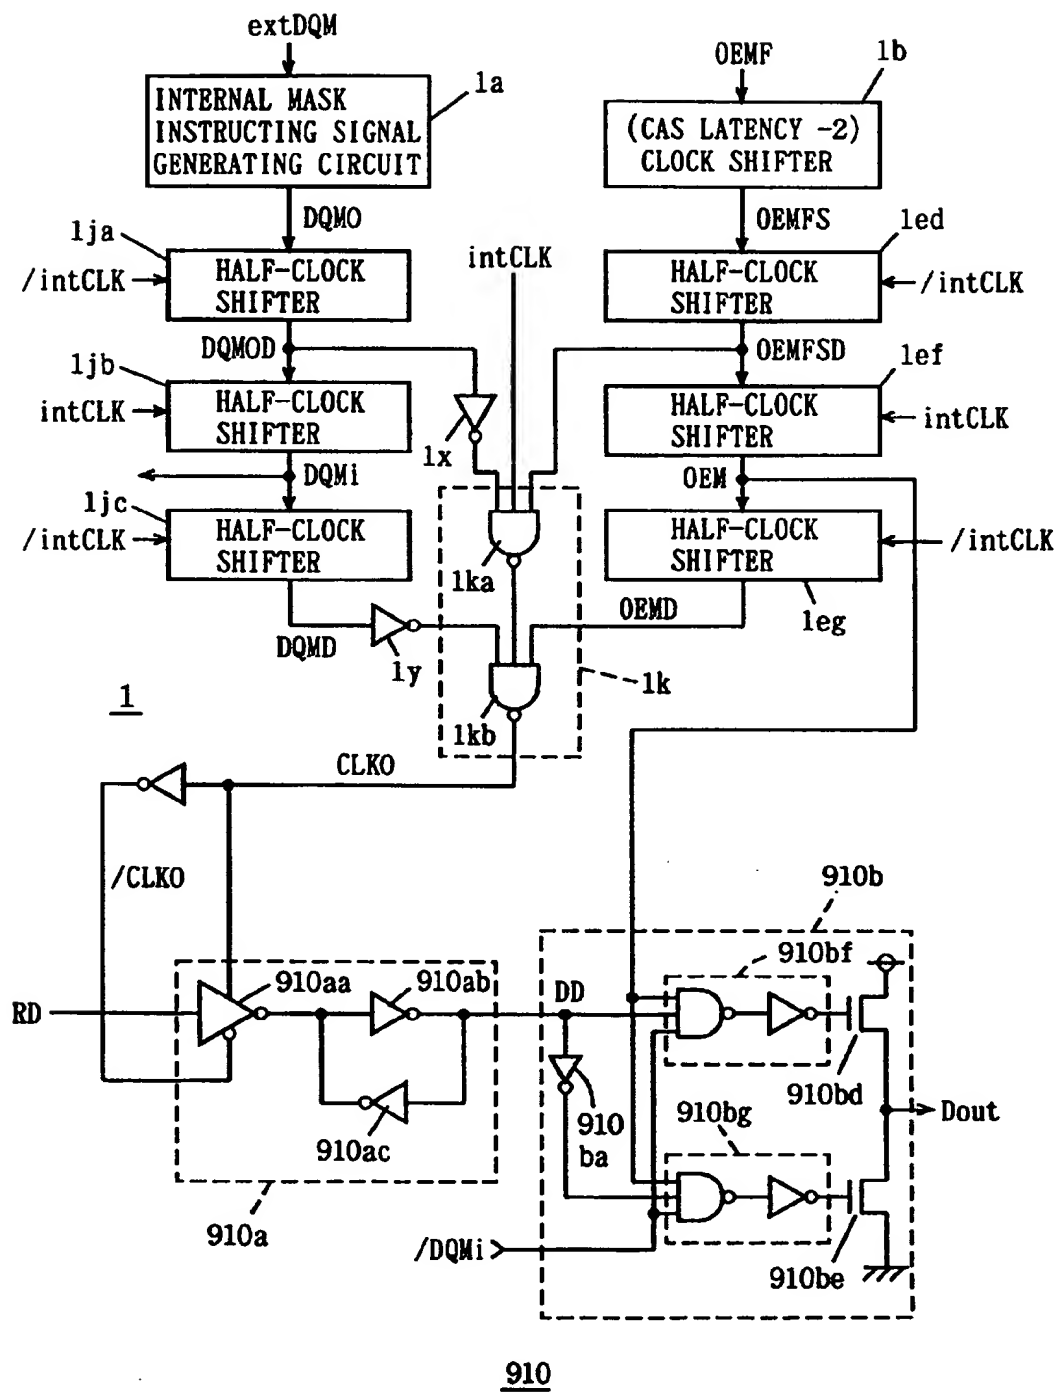 extDQM
OEMF
1b
1a
INTERNAL MASK
INSTRUCTING SIGNAL
GENERATING CIRCUIT
(CAS LATENCY -2)
CLOCK SHIFTER
DQM0
OEMFS
1ja
1ed
/intCLK
HALF-CLOCK
SHIFTER
intCLK
HALF-CLOCK
SHIFTER
/intCLK
DQM0D
OEMFSD
1jb
1ef
intCLK
HALF-CLOCK
SHIFTER
1x
HALF-CLOCK
SHIFTER
intCLK
DQMi
OEM
1jc
/intCLK
HALF-CLOCK
SHIFTER
1ka
HALF-CLOCK
SHIFTER
/intCLK
DQMD
1y
OEMD
1eg
1kb
1k
1
CLKO
/CLKO
910b
910aa
910ab
910bf
RD
DD
910ac
910
ba
910bd
910bg
Dout
910a
/DQMi
910be
910